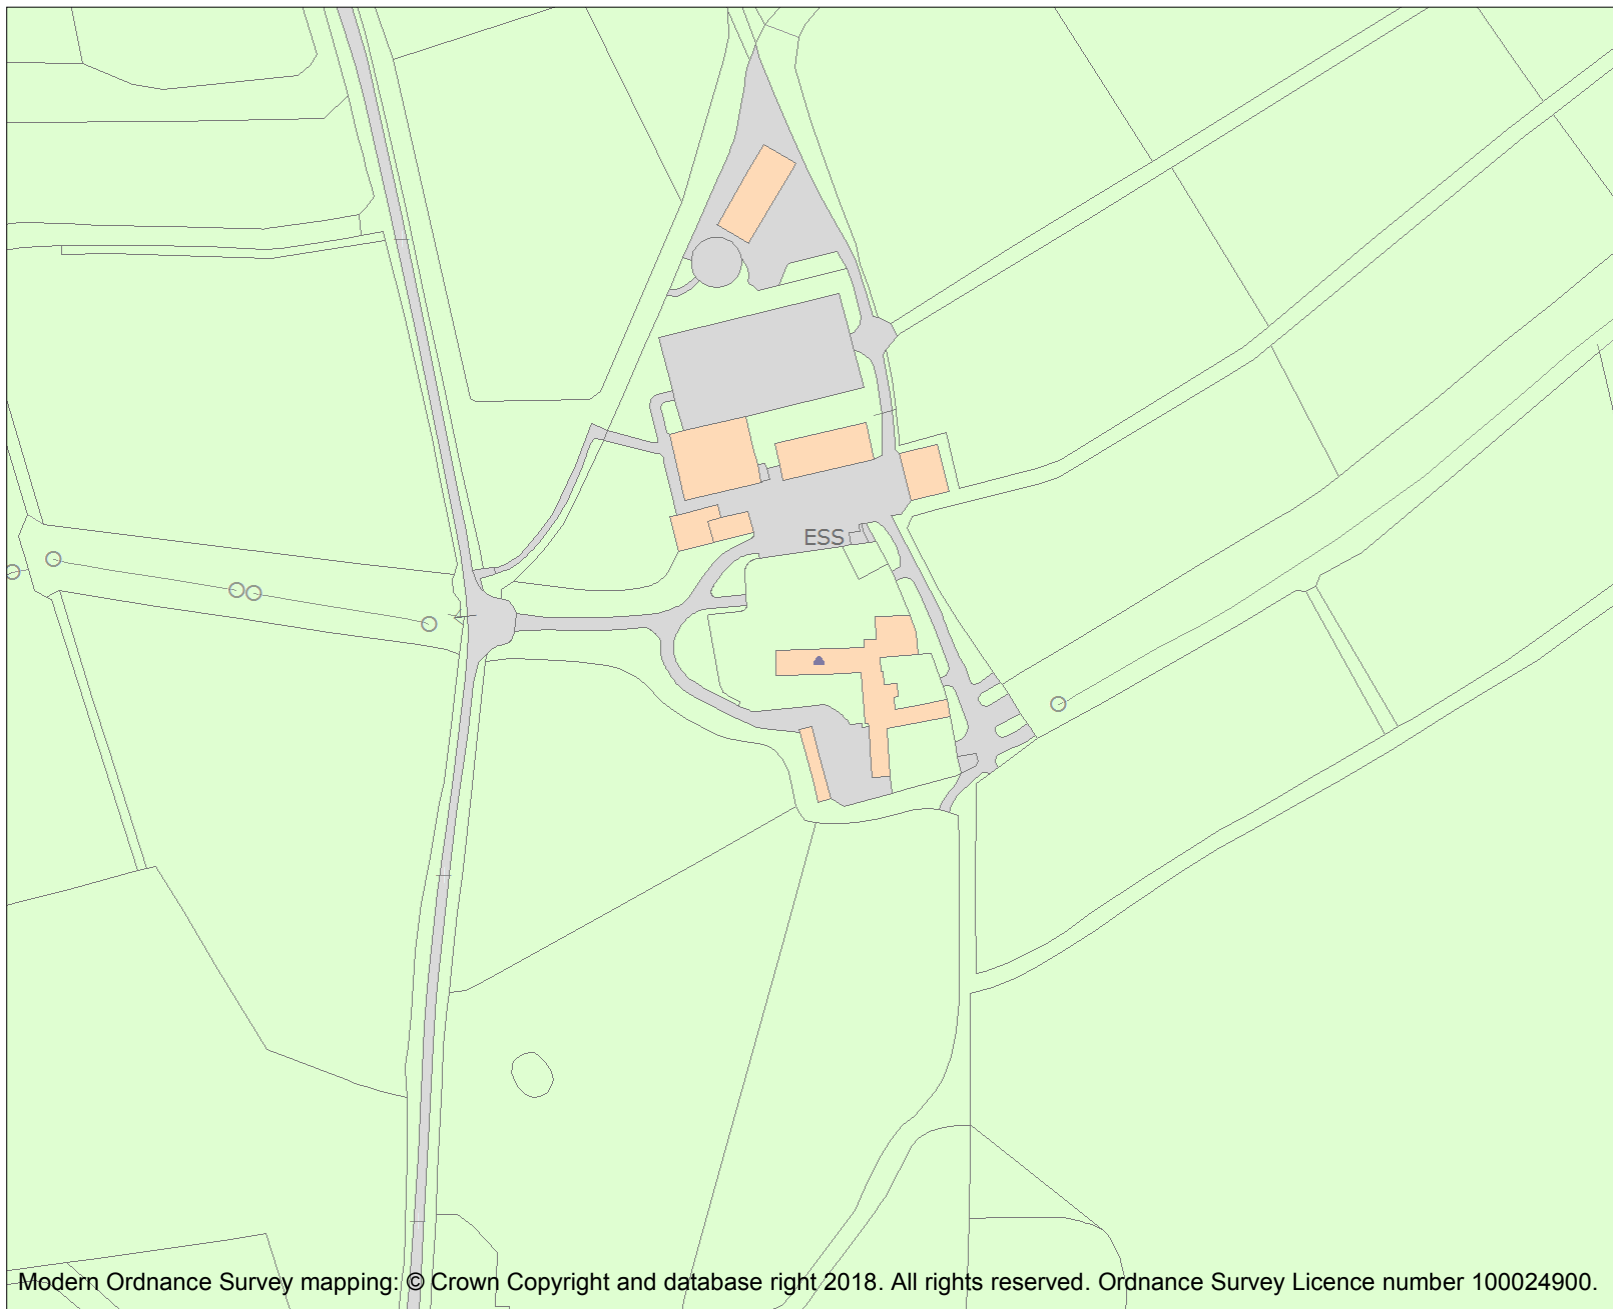 ESS
Modern Ordnance Survey mapping: © Crown Copyright and database right 2018. All rights reserved. Ordnance Survey Licence number 100024900.